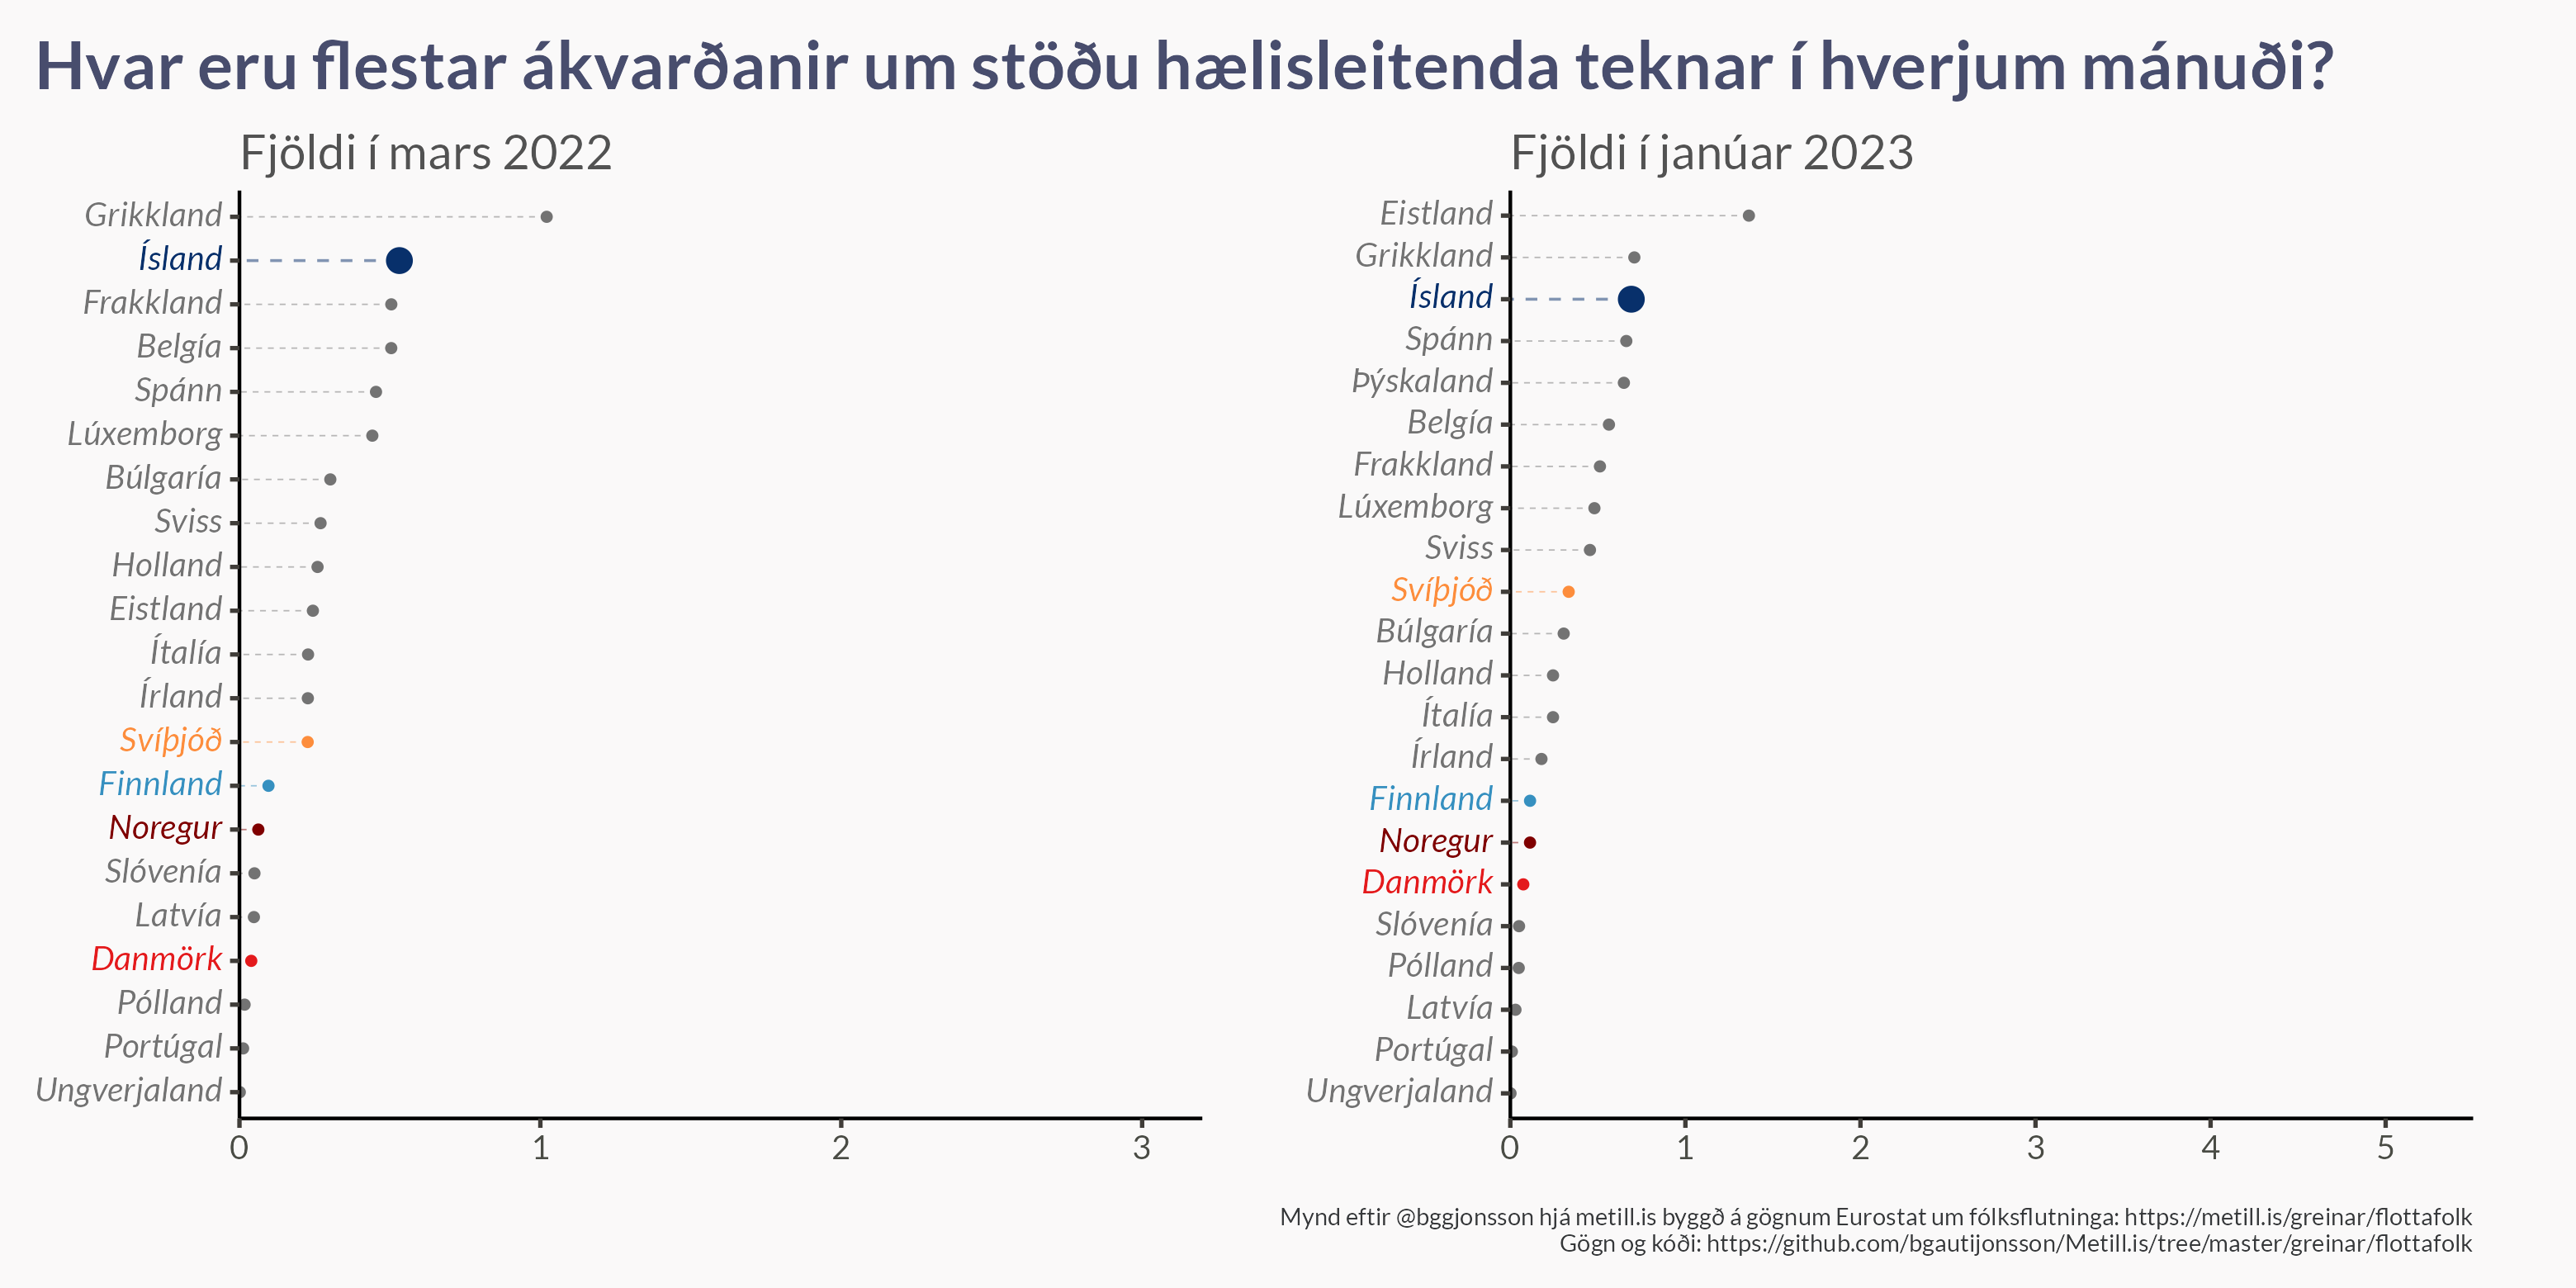 Hvar eru flestar ákvarðanir um stöðu hælisleitenda teknar í hverjum mánuði?
Fjöldi í mars 2022
Grikkland
Ísland
Frakkland
Belgía
Spánn
Lúxemborg
Búlgaría
Sviss
Holland
Eistland
Ítalía
Írland
Svíþjóð
Finnland
Noregur
Slóvenía
Latvía
Danmörk
Pólland
Portúgal
Ungverjaland
0 1 2 3
Fjöldi í janúar 2023
Eistland
Grikkland
Ísland
Spánn
Þýskaland
Belgía
Frakkland
Lúxemborg
Sviss
Svíþjóð
Búlgaría
Holland
Ítalía
Írland
Finnland
Noregur
Danmörk
Slóvenía
Pólland
Latvía
Portúgal
Ungverjaland
0 1 2 3 4 5
Mynd eftir @bggjonsson hjá metill.is byggð á gögnum Eurostat um fólksflutninga: https://metill.is/greinar/flottafolk
Gögn og kóði: https://github.com/bgautijonsson/Metill.is/tree/master/greinar/flottafolk